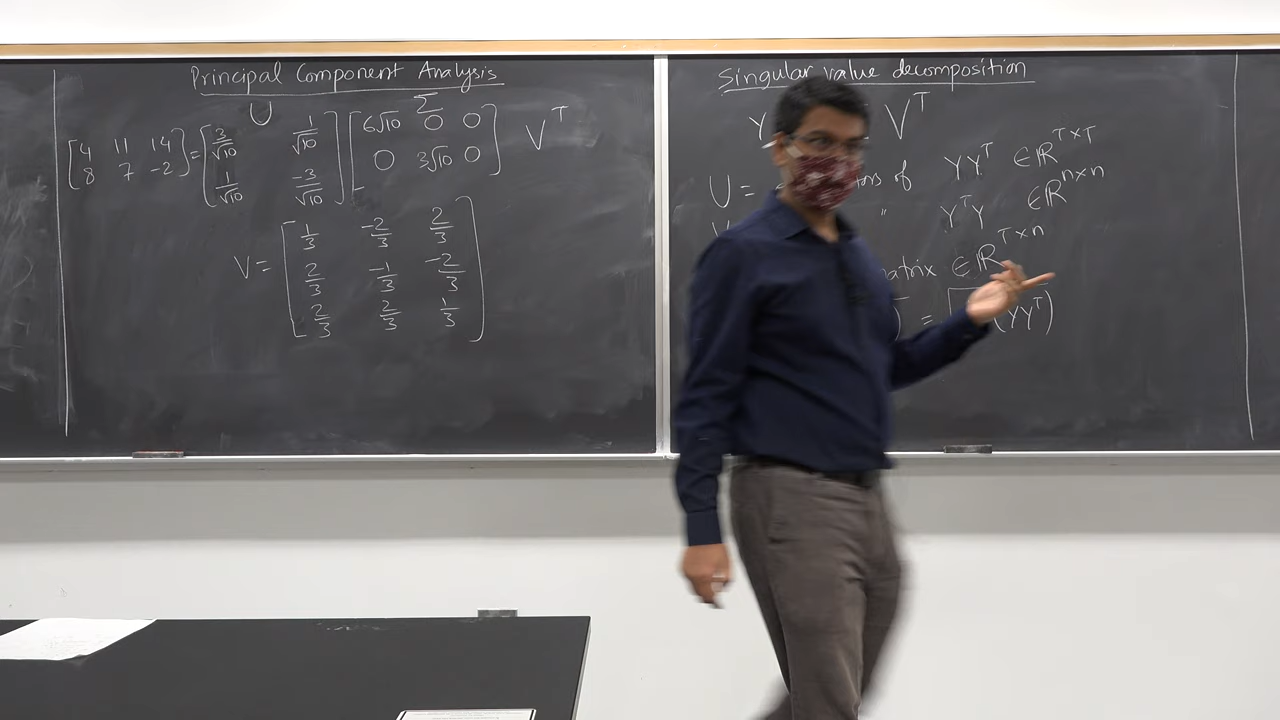 Principal Component Analysis
U Σ
[4 11 14; 8 7 -2] = [3/√10 1/√10; 1/√10 -3/√10] [6√10 0 0; 0 3√10 0] V^T
V = [1/3 -2/3 2/3; 2/3 -1/3 -2/3; 2/3 2/3 1/3]
Singular value decomposition
Y = V^T
U = of YY^T ∈ℝ^{T×T}
" Y^TY ∈ℝ^{n×n}
∈ℝ^{T×n}
) = (YY^T)